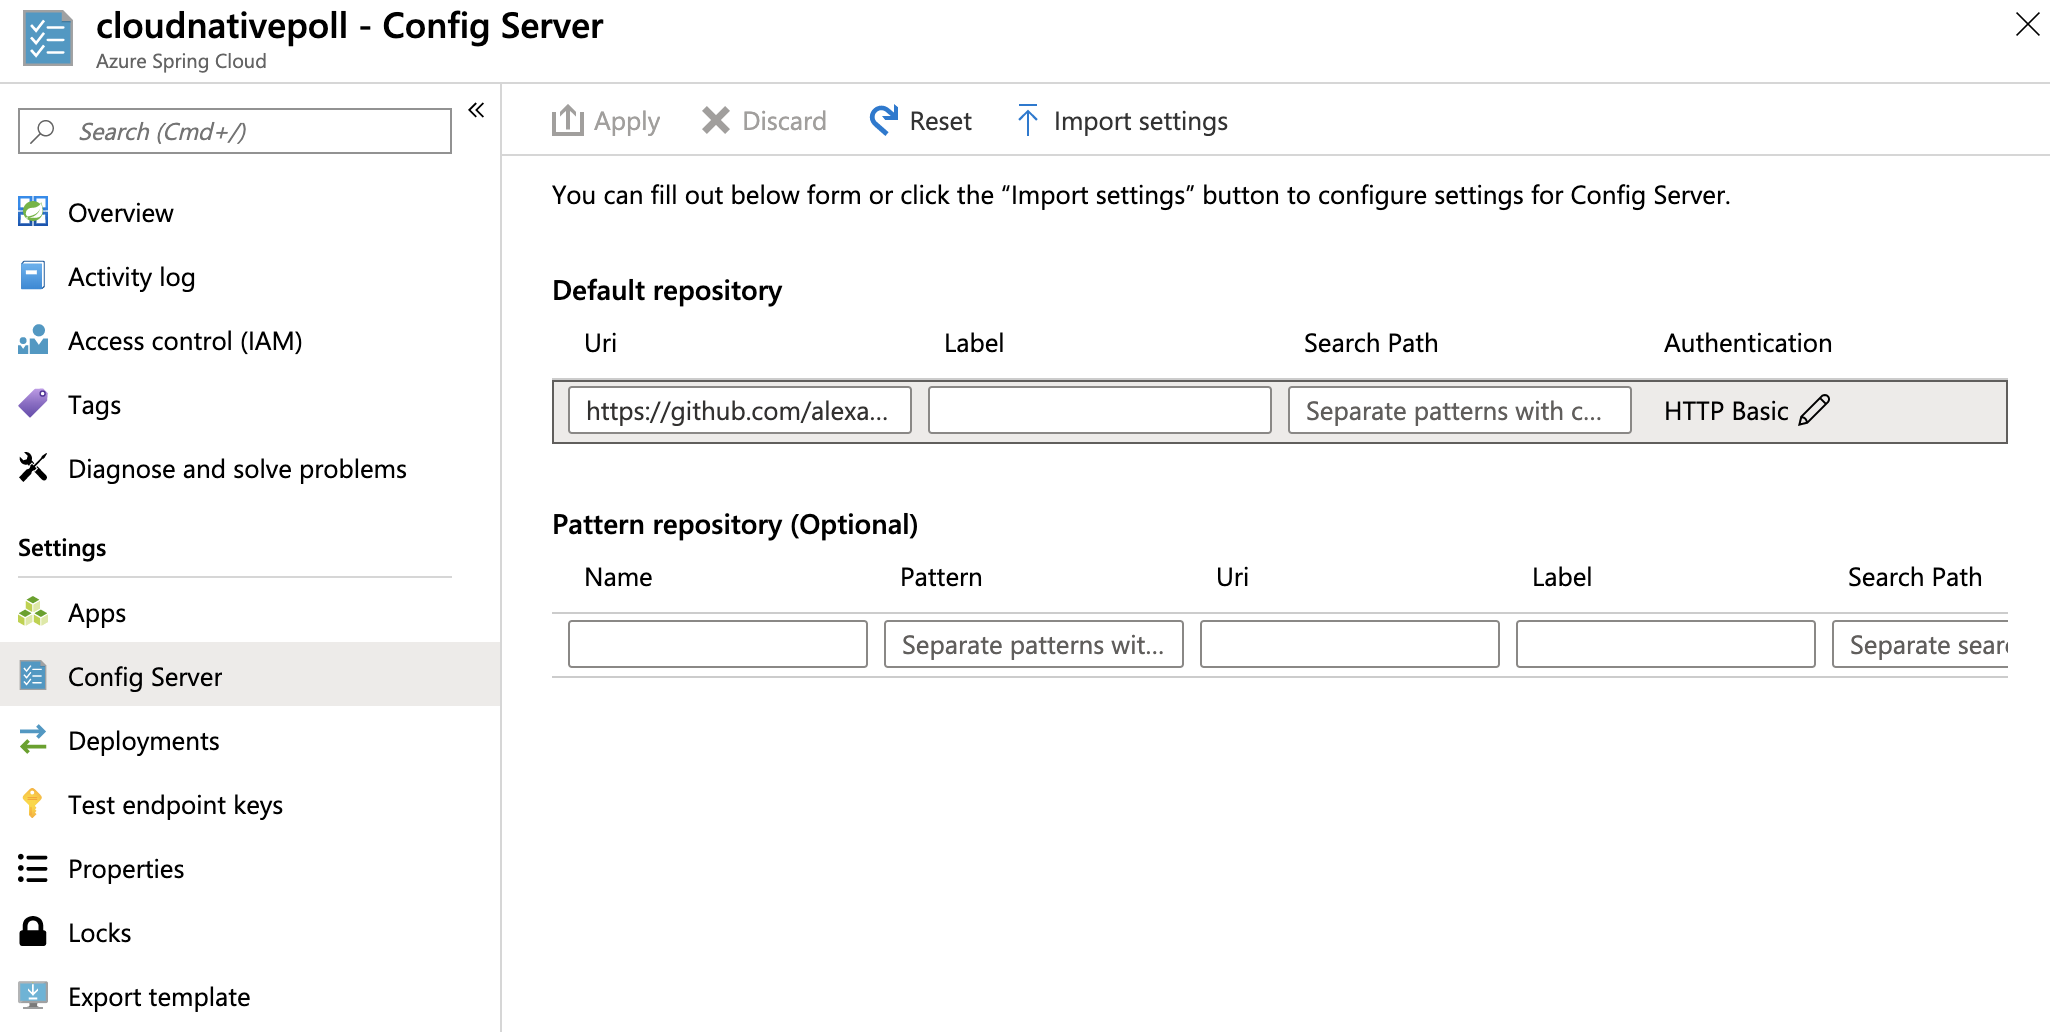 cloudnativepoll - Config Server
Azure Spring Cloud
Search (Cmd+/)
«
Overview
Activity log
Access control (IAM)
Tags
Diagnose and solve problems
Settings
Apps
Config Server
Deployments
Test endpoint keys
Properties
Locks
Export template
Apply Discard Reset Import settings
You can fill out below form or click the “Import settings” button to configure settings for Config Server.
Default repository
Uri Label Search Path Authentication
https://github.com/alexa... Separate patterns with c... HTTP Basic
Pattern repository (Optional)
Name Pattern Uri Label Search Path
Separate patterns wit... Separate sear